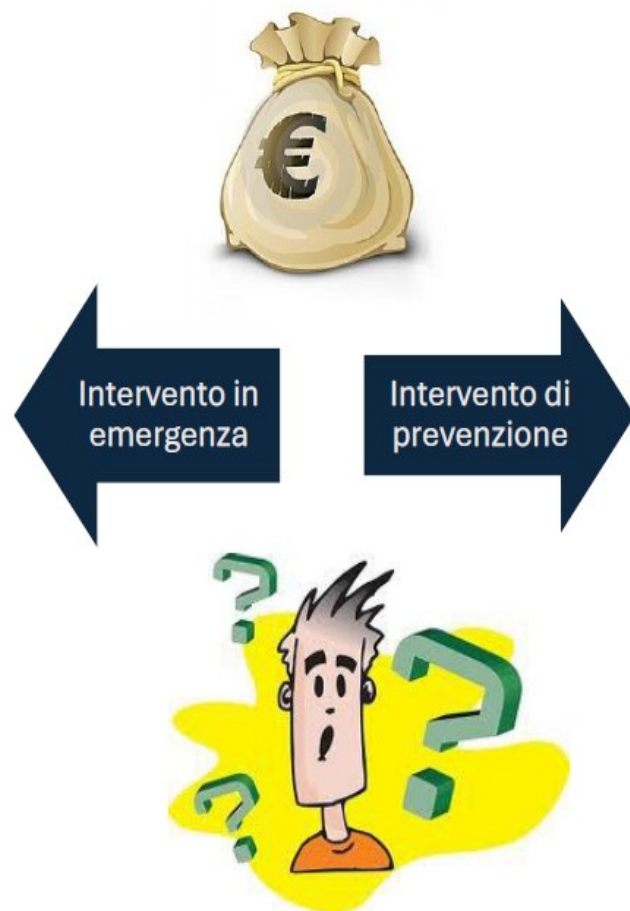 €
Intervento in
emergenza
Intervento di
prevenzione
? 
?
?